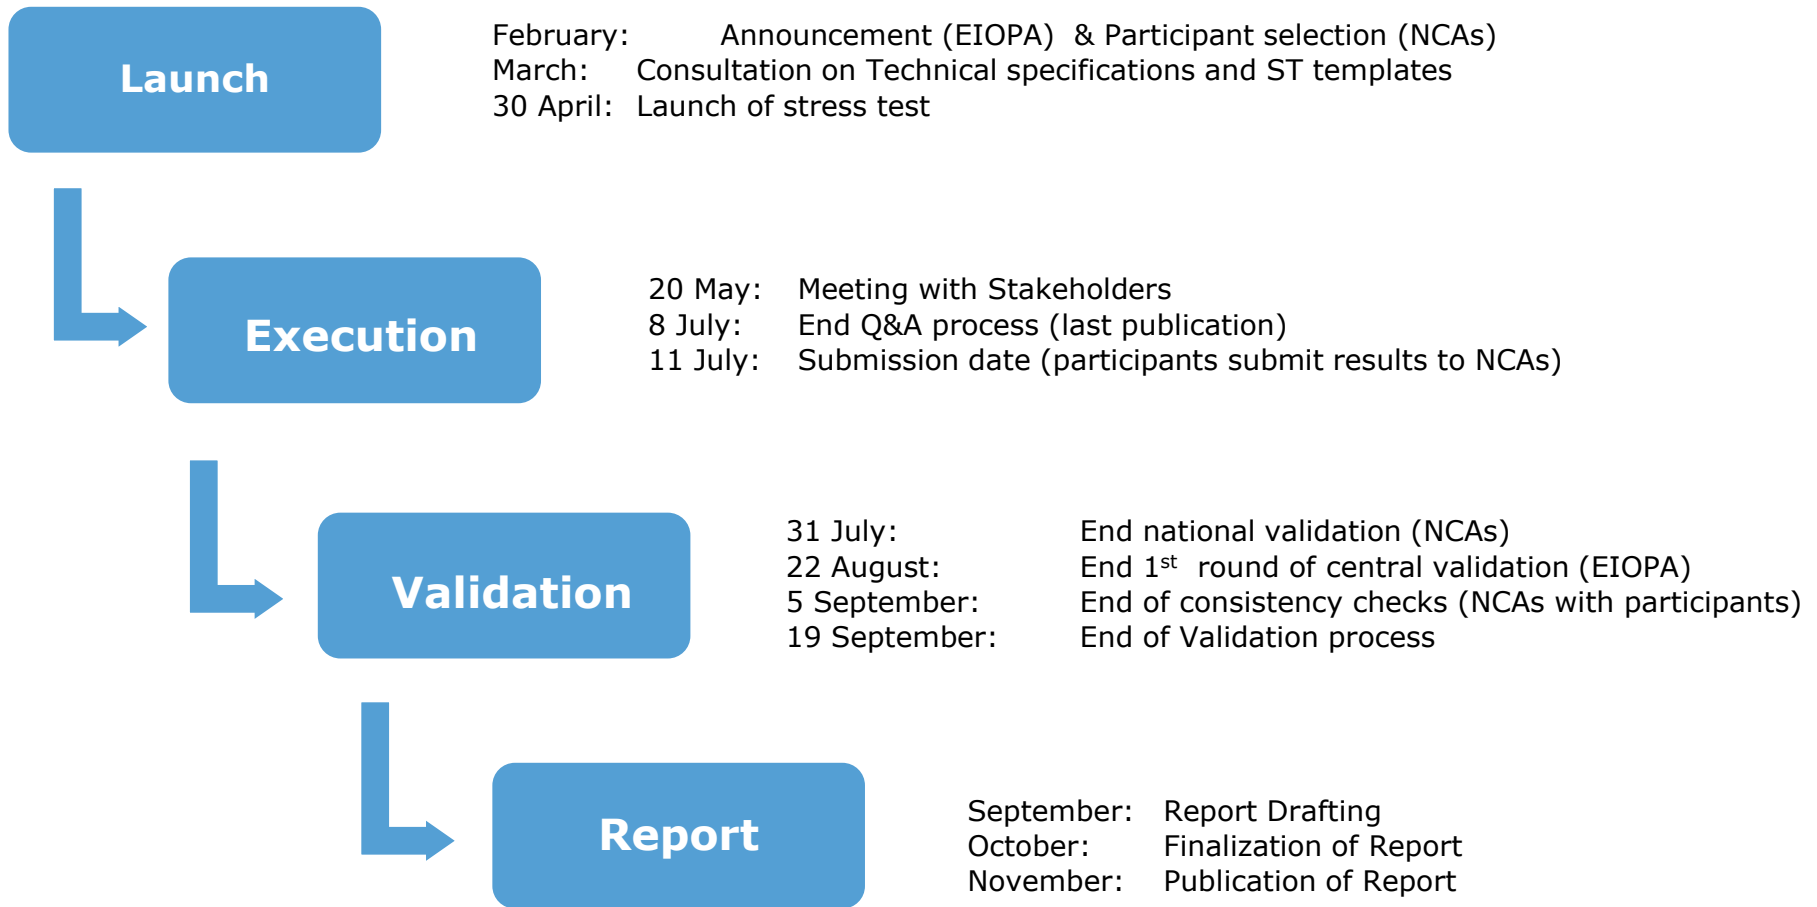 Launch
February: Announcement (EIOPA) & Participant selection (NCAs)
March: Consultation on Technical specifications and ST templates
30 April: Launch of stress test
Execution
20 May: Meeting with Stakeholders
8 July: End Q&A process (last publication)
11 July: Submission date (participants submit results to NCAs)
Validation
31 July: End national validation (NCAs)
22 August: End 1st round of central validation (EIOPA)
5 September: End of consistency checks (NCAs with participants)
19 September: End of Validation process
Report
September: Report Drafting
October: Finalization of Report
November: Publication of Report